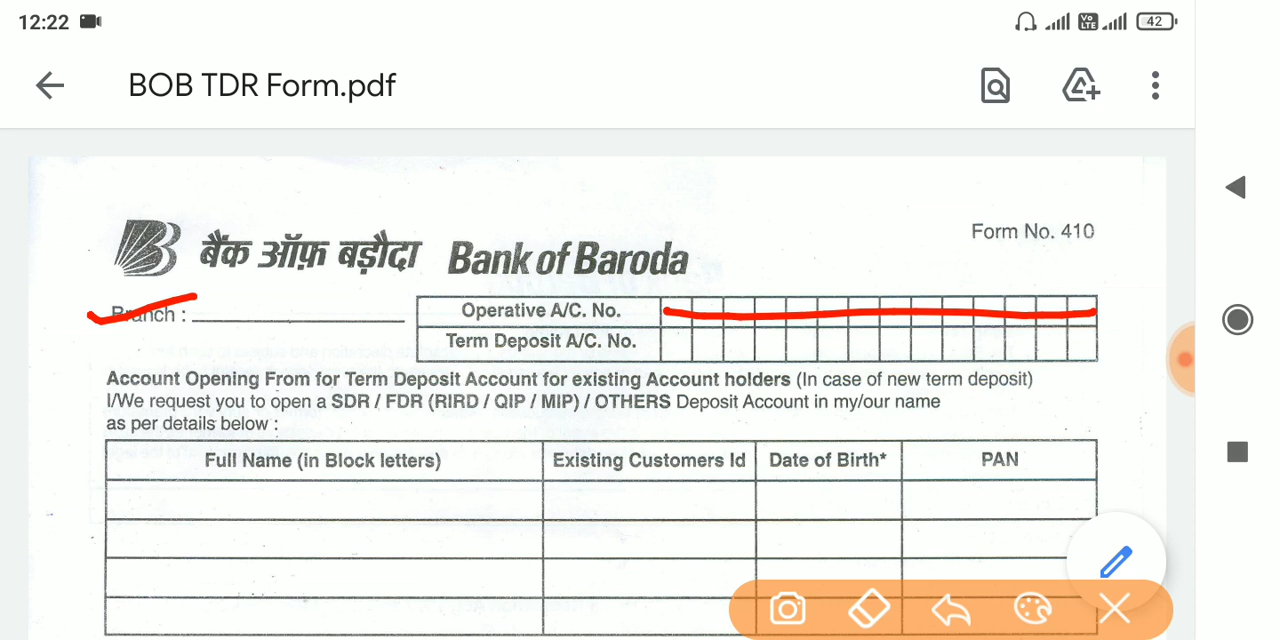 12:22 Vo LTE 42
BOB TDR Form.pdf
Form No. 410
बैंक ऑफ़ बड़ौदा Bank of Baroda
Branch : Operative A/C. No.
Term Deposit A/C. No.
Account Opening From for Term Deposit Account for existing Account holders (In case of new term deposit)
I/We request you to open a SDR / FDR (RIRD / QIP / MIP) / OTHERS Deposit Account in my/our name
as per details below :
Full Name (in Block letters) Existing Customers Id Date of Birth* PAN